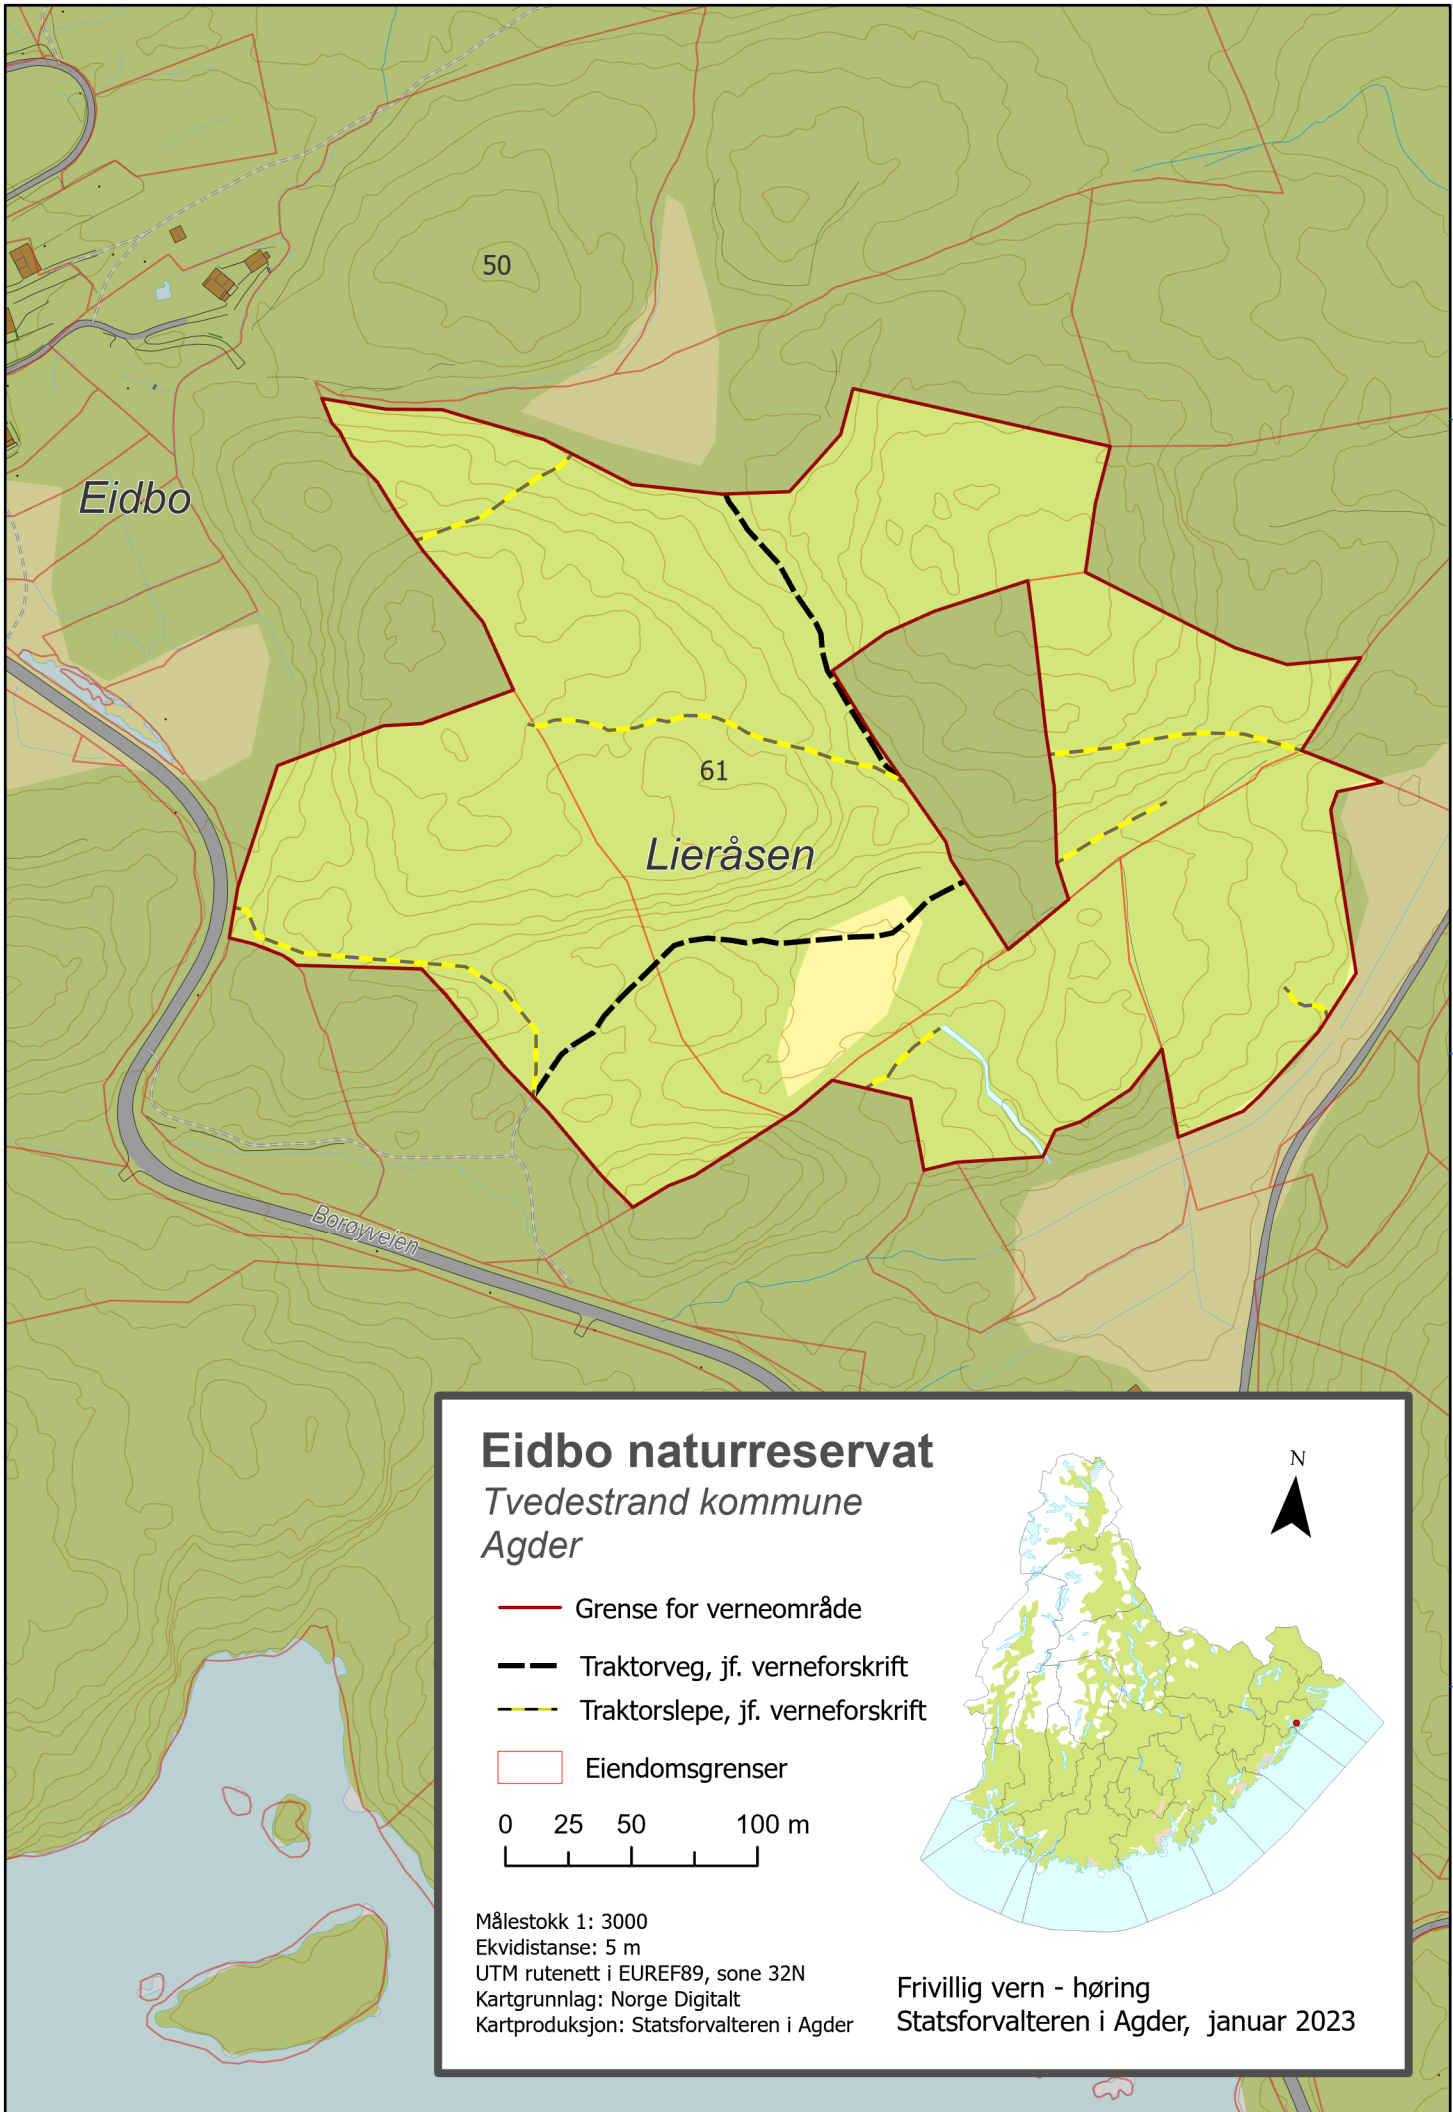 50
Eidbo
61
Lieråsen
Borøyveien
Eidbo naturreservat
Tvedestrand kommune
Agder
N
Grense for verneområde
Traktorveg, jf. verneforskrift
Traktorslepe, jf. verneforskrift
Eiendomsgrenser
0 25 50 100 m
Målestokk 1: 3000
Ekvidistanse: 5 m
UTM rutenett i EUREF89, sone 32N
Kartgrunnlag: Norge Digitalt
Kartproduksjon: Statsforvalteren i Agder
Frivillig vern - høring
Statsforvalteren i Agder, januar 2023